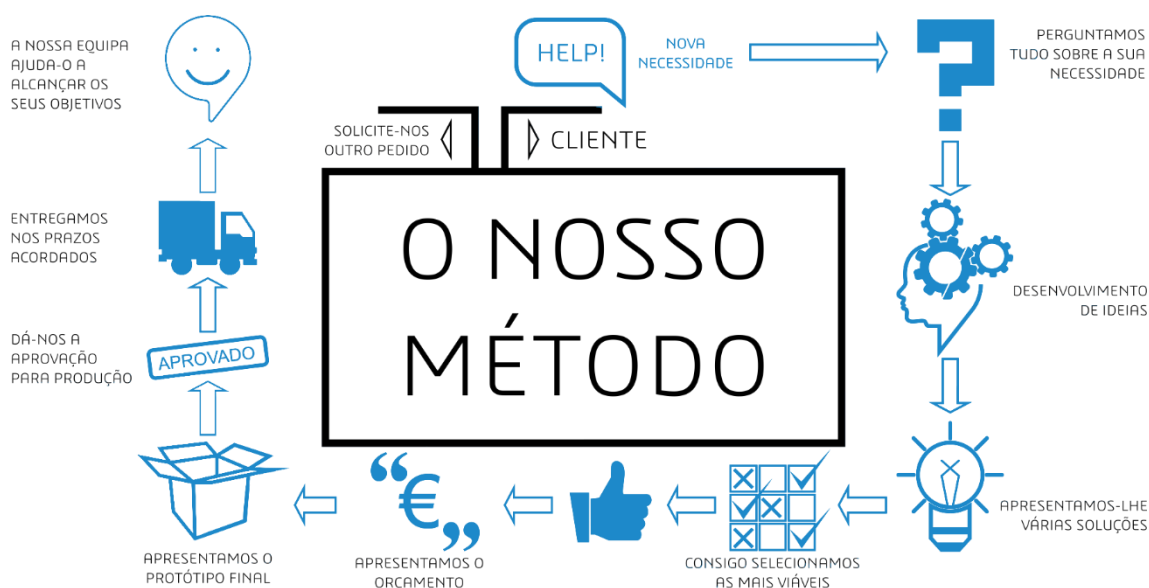 HELP!
NOVA
NECESSIDADE
PERGUNTAMOS
TUDO SOBRE A SUA
NECESSIDADE
DESENVOLVIMENTO
DE IDEIAS
APRESENTAMOS-LHE
VÁRIAS SOLUÇÕES
CONSIGO SELECIONAMOS
AS MAIS VIÁVEIS
APRESENTAMOS O
ORÇAMENTO
APRESENTAMOS O
PROTÓTIPO FINAL
DÁ-NOS A
APROVAÇÃO
PARA PRODUÇÃO
APROVADO
ENTREGAMOS
NOS PRAZOS
ACORDADOS
A NOSSA EQUIPA
AJUDA-O A
ALCANÇAR OS
SEUS OBJETIVOS
SOLICITE-NOS
OUTRO PEDIDO
CLIENTE
O NOSSO
MÉTODO
“€”